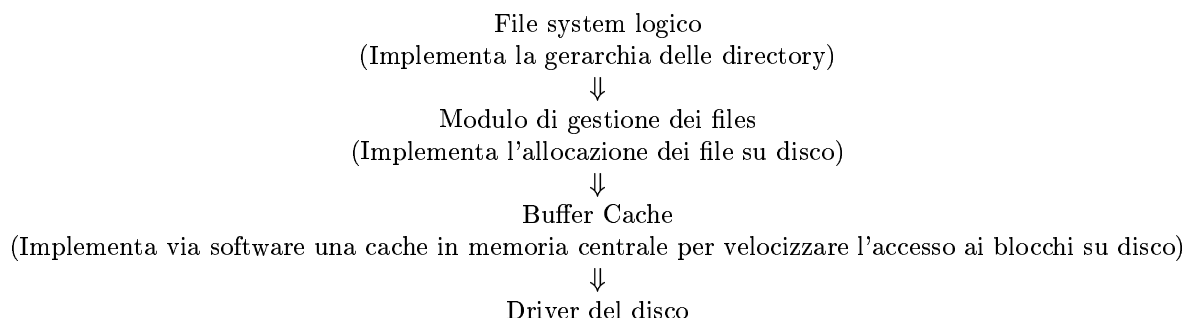 File system logico
(Implementa la gerarchia delle directory)
⇓
Modulo di gestione dei files
(Implementa l'allocazione dei file su disco)
⇓
Buffer Cache
(Implementa via software una cache in memoria centrale per velocizzare l'accesso ai blocchi su disco)
⇓
Driver del disco